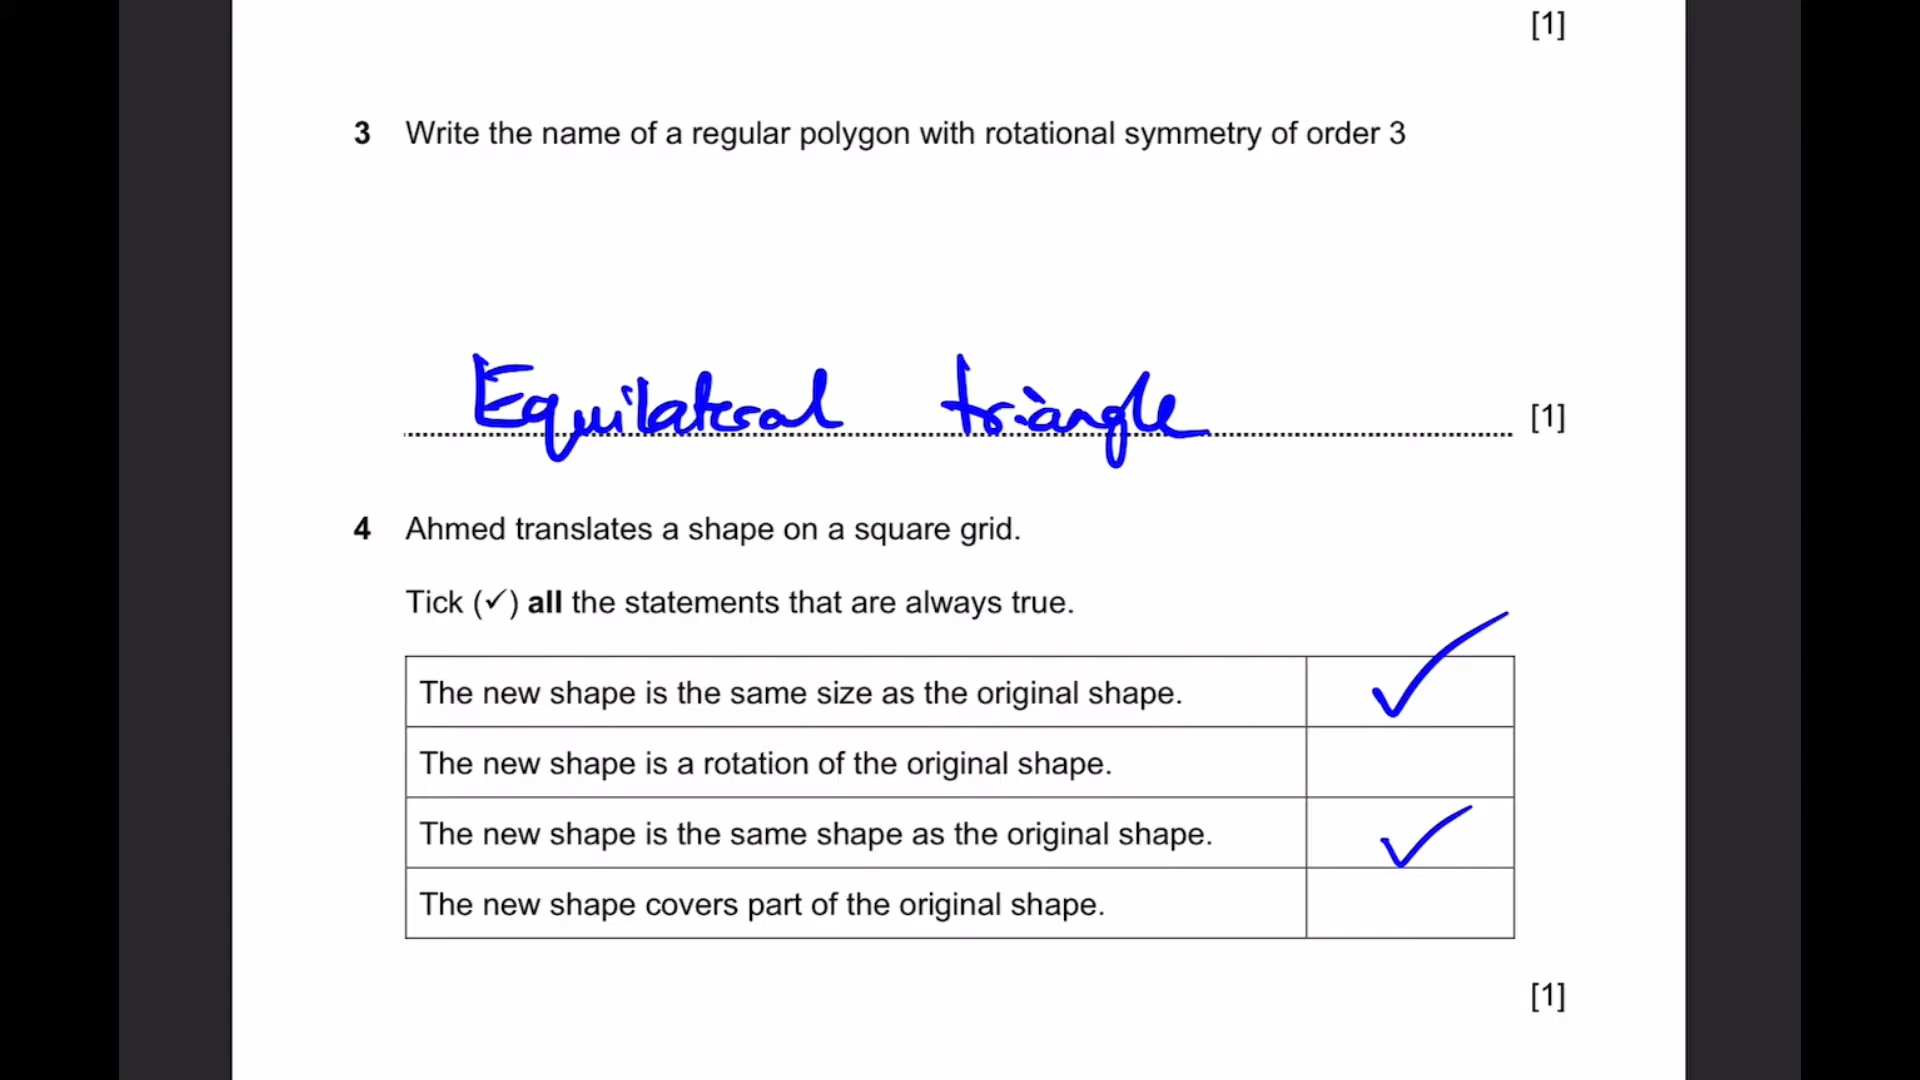 [1]
3 Write the name of a regular polygon with rotational symmetry of order 3
Equilateral triangle [1]
4 Ahmed translates a shape on a square grid.
Tick (✓) all the statements that are always true.
The new shape is the same size as the original shape. ✓
The new shape is a rotation of the original shape.
The new shape is the same shape as the original shape. ✓
The new shape covers part of the original shape.
[1]